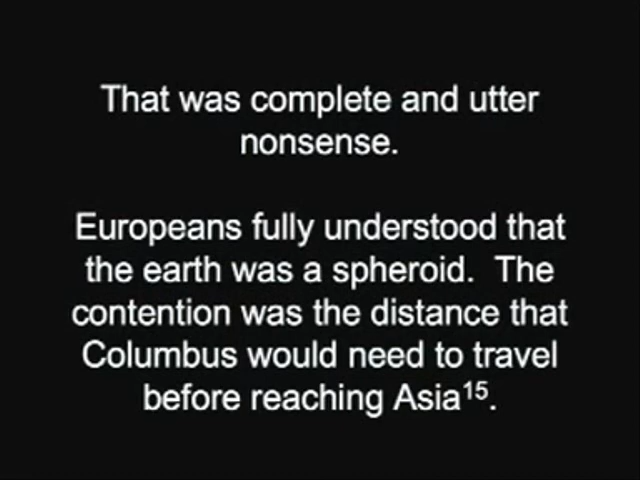 That was complete and utter
nonsense.
Europeans fully understood that
the earth was a spheroid.  The
contention was the distance that
Columbus would need to travel
before reaching Asia¹⁵.